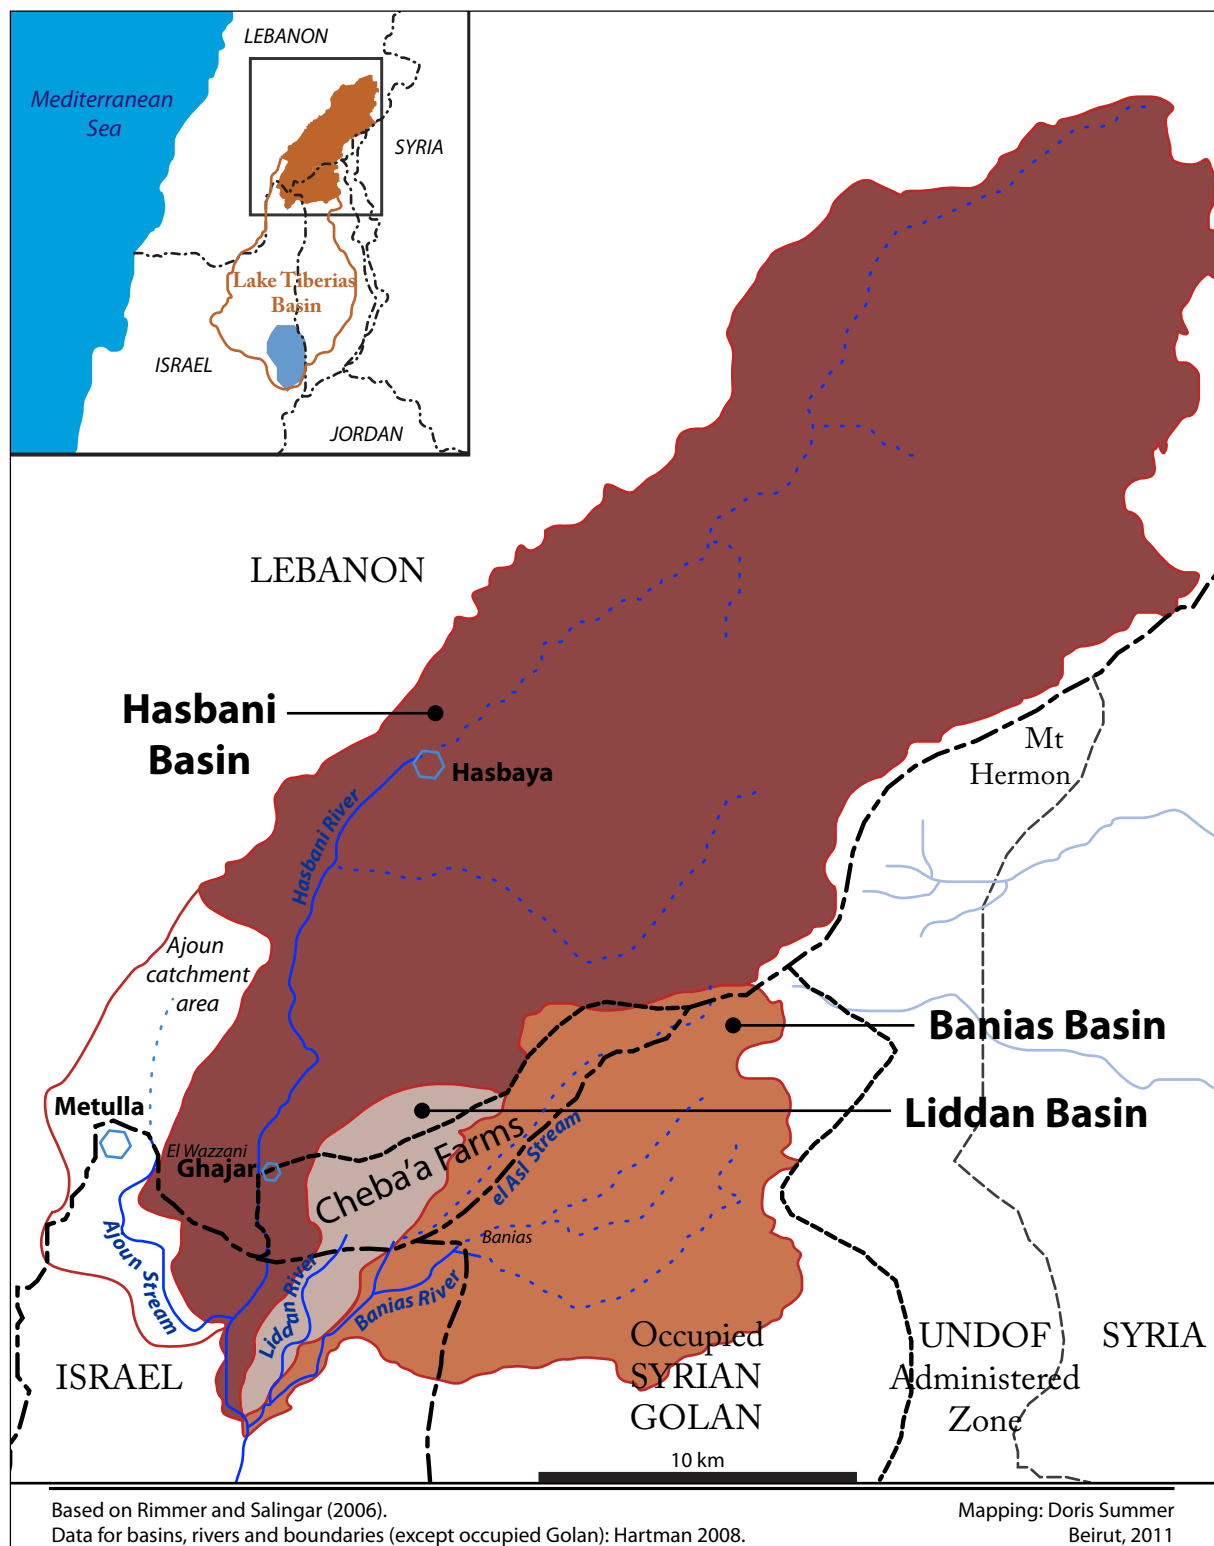 LEBANON
Mediterranean
Sea
SYRIA
Lake Tiberias
Basin
ISRAEL
JORDAN
LEBANON
Hasbani
Basin
Mt
Hermon
Hasbaya
Hasbani River
Ajoun
catchment
area
Banias Basin
Metulla
Liddan Basin
El Wazzani
Ghajar
Cheba'a Farms
el Asl Stream
Banias
Ajoun Stream
Liddan River
Banias River
Occupied
SYRIAN
GOLAN
UNDOF
Administered
Zone
SYRIA
ISRAEL
10 km
Based on Rimmer and Salingar (2006).
Data for basins, rivers and boundaries (except occupied Golan): Hartman 2008.
Mapping: Doris Summer
Beirut, 2011